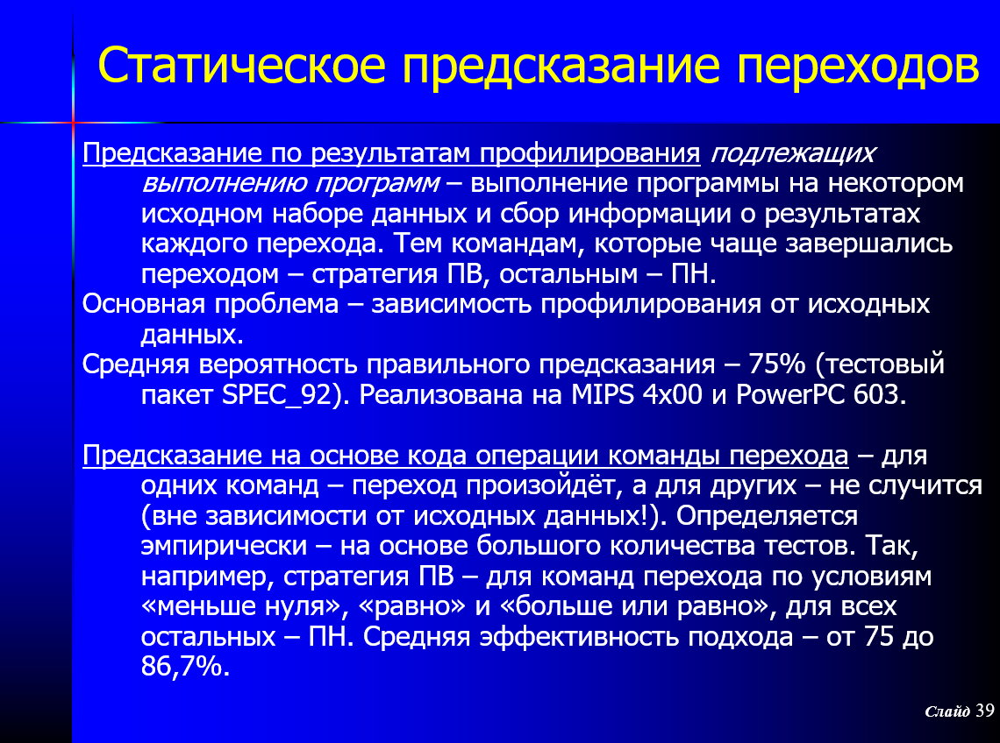 Статическое предсказание переходов
Предсказание по результатам профилирования подлежащих
выполнению программ – выполнение программы на некотором
исходном наборе данных и сбор информации о результатах
каждого перехода. Тем командам, которые чаще завершались
переходом – стратегия ПВ, остальным – ПН.
Основная проблема – зависимость профилирования от исходных
данных.
Средняя вероятность правильного предсказания – 75% (тестовый
пакет SPEC_92). Реализована на MIPS 4x00 и PowerPC 603.
Предсказание на основе кода операции команды перехода – для
одних команд – переход произойдёт, а для других – не случится
(вне зависимости от исходных данных!). Определяется
эмпирически – на основе большого количества тестов. Так,
например, стратегия ПВ – для команд перехода по условиям
«меньше нуля», «равно» и «больше или равно», для всех
остальных – ПН. Средняя эффективность подхода – от 75 до
86,7%.
Слайд 39